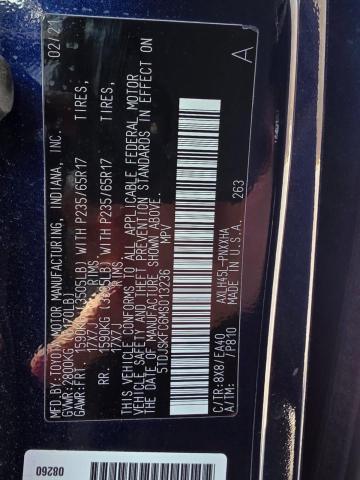 MFD. BY: TOYOTA MOTOR MANUFACTURING, INDIANA, INC. 02/21
GVWR: 2800KG (6170LB)
GAWR: FRT. 1590KG (3505LB) WITH P235/65R17 TIRES,
17X7J RIMS
RR. 1590KG (3505LB) WITH P235/65R17 TIRES,
17X7J RIMS
THIS VEHICLE CONFORMS TO ALL APPLICABLE FEDERAL MOTOR
VEHICLE SAFETY, BUMPER, AND THEFT
PREVENTION STANDARDS IN EFFECT ON THE DATE OF
MANUFACTURE SHOWN ABOVE.
5TDJSKFC6MS013236
MPV
C/TR: 8X8/EA40 AXLH45L-PNXXHA A
A/TM: /P810 MADE IN U.S.A. 263
08260